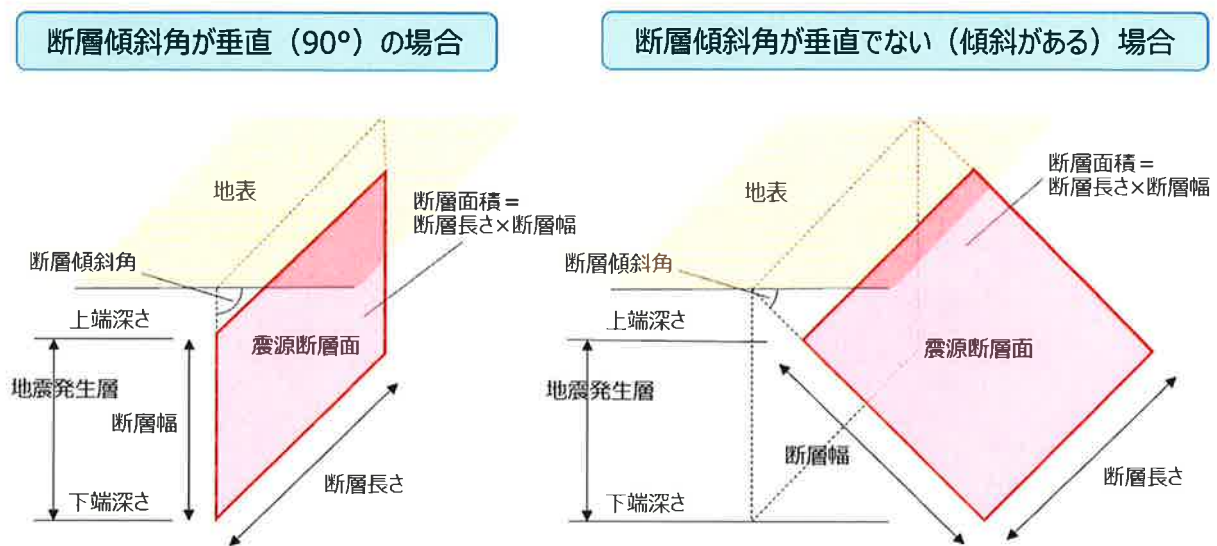 断層傾斜角が垂直（90°）の場合
地表
断層面積＝
断層長さ×断層幅
断層傾斜角
上端深さ
震源断層面
地震発生層
断層幅
断層長さ
下端深さ
断層傾斜角が垂直でない（傾斜がある）場合
地表
断層面積＝
断層長さ×断層幅
断層傾斜角
上端深さ
震源断層面
地震発生層
断層幅
断層長さ
下端深さ